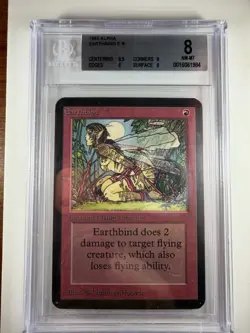 1993 ALPHA
EARTHBIND
8
CENTERING 9.5 CORNERS 8
NM-MT
EDGES 8 SURFACE 8
Earthbind
Earthbind does 2
damage to target flying
creature, which also
loses flying ability.